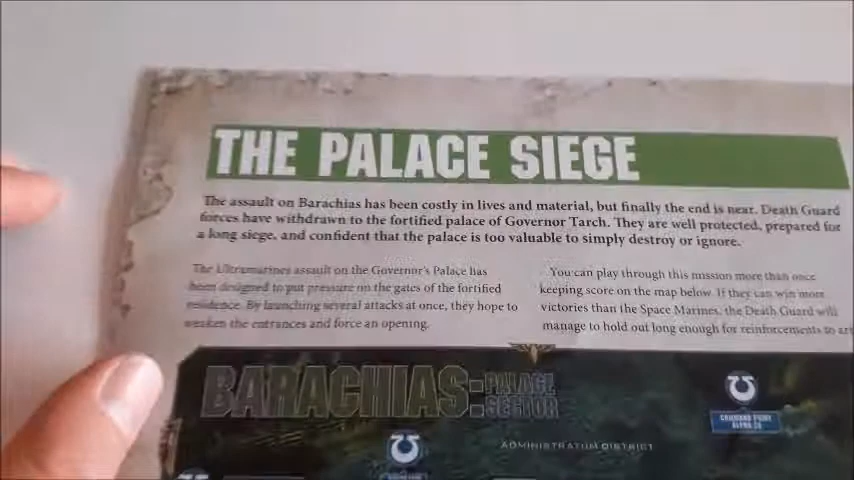 THE PALACE SIEGE
The assault on Barachias has been costly in lives and material, but finally the end is near. Death Guard
forces have withdrawn to the fortified palace of Governor Tarch. They are well protected, prepared for
a long siege, and confident that the palace is too valuable to simply destroy or ignore.
The Ultramarines assault on the Governor's Palace has
been designed to put pressure on the gates of the fortified
residence. By launching several attacks at once, they hope to
weaken the entrances and force an opening.
You can play through this mission more than once
keeping score on the map below. If they can win more
victories than the Space Marines, the Death Guard will
manage to hold out long enough for reinforcements to
BARACHIAS: PALACE
SECTOR
COMMAND POINT
ADMINISTRATUM DISTRICT